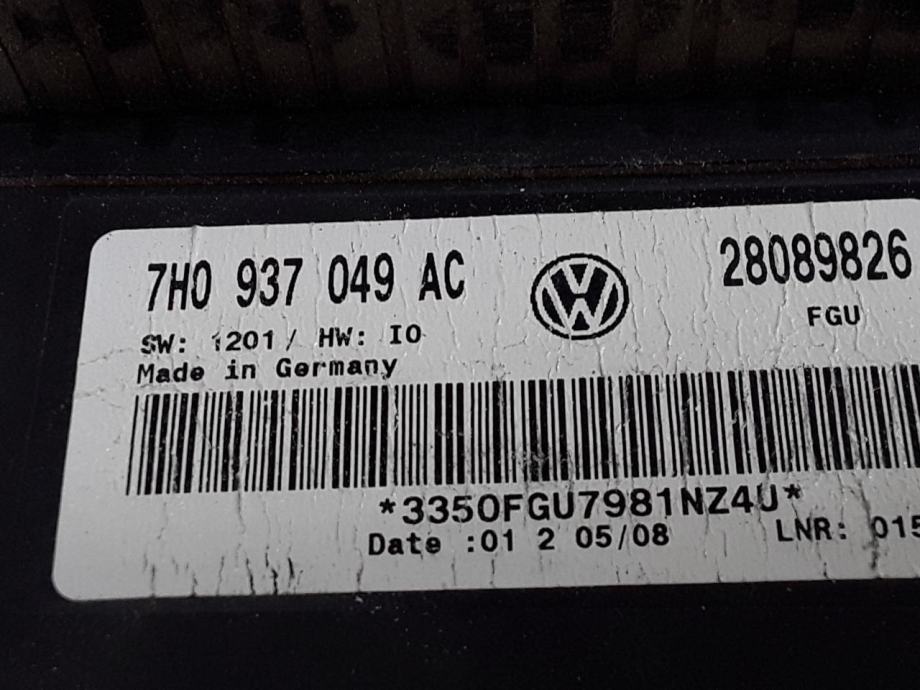 7H0 937 049 AC
28089826
FGU
SW: 1201/ HW: I0
Made in Germany
*3350FGU7981NZ4U*
Date :01 2 05/08
LNR: 015